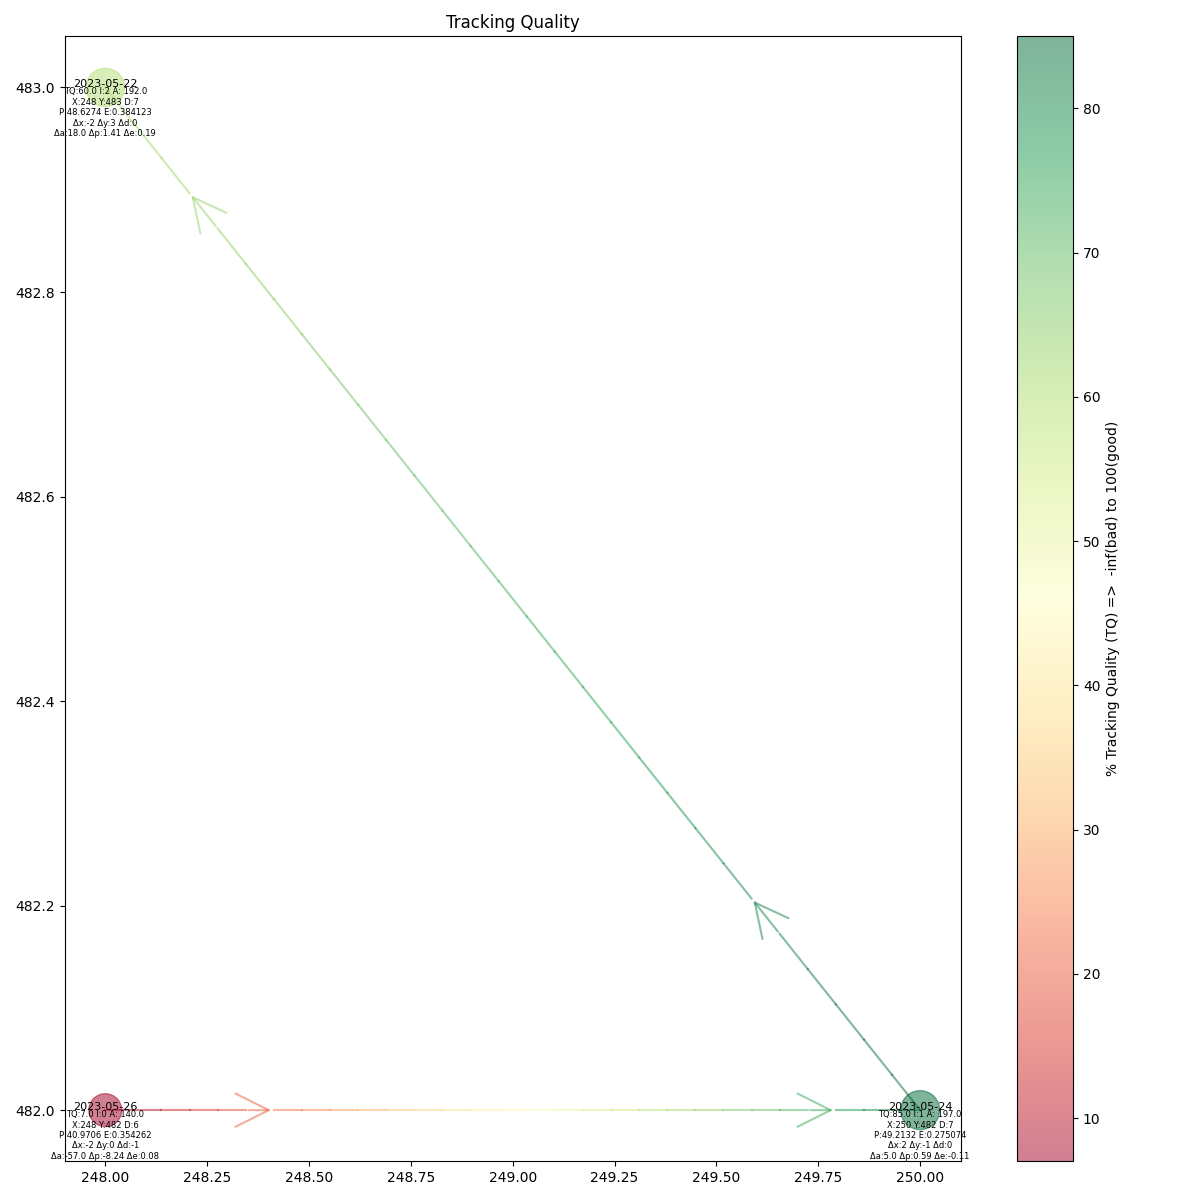 Tracking Quality
483.0
482.8
482.6
482.4
482.2
482.0
2023-05-22
TQ:60.0 I:2 A: 192.0
X:248 Y:483 D:7
P:48.6274 E:0.384123
Δx:-2 Δy:3 Δd:0
Δa:18.0 Δp:1.41 Δe:0.19
2023-05-26
TQ:7.0 I:0 A: 140.0
X:248 Y:482 D:6
P:40.9706 E:0.354262
Δx:-2 Δy:0 Δd:-1
Δa:-57.0 Δp:-8.24 Δe:0.08
2023-05-24
TQ:85.0 I:1 A: 197.0
X:250 Y:482 D:7
P:49.2132 E:0.275074
Δx:2 Δy:-1 Δd:0
Δa:5.0 Δp:0.59 Δe:-0.11
248.00 248.25 248.50 248.75 249.00 249.25 249.50 249.75 250.00
80
70
60
50
40
30
20
10
% Tracking Quality (TQ) => -inf(bad) to 100(good)